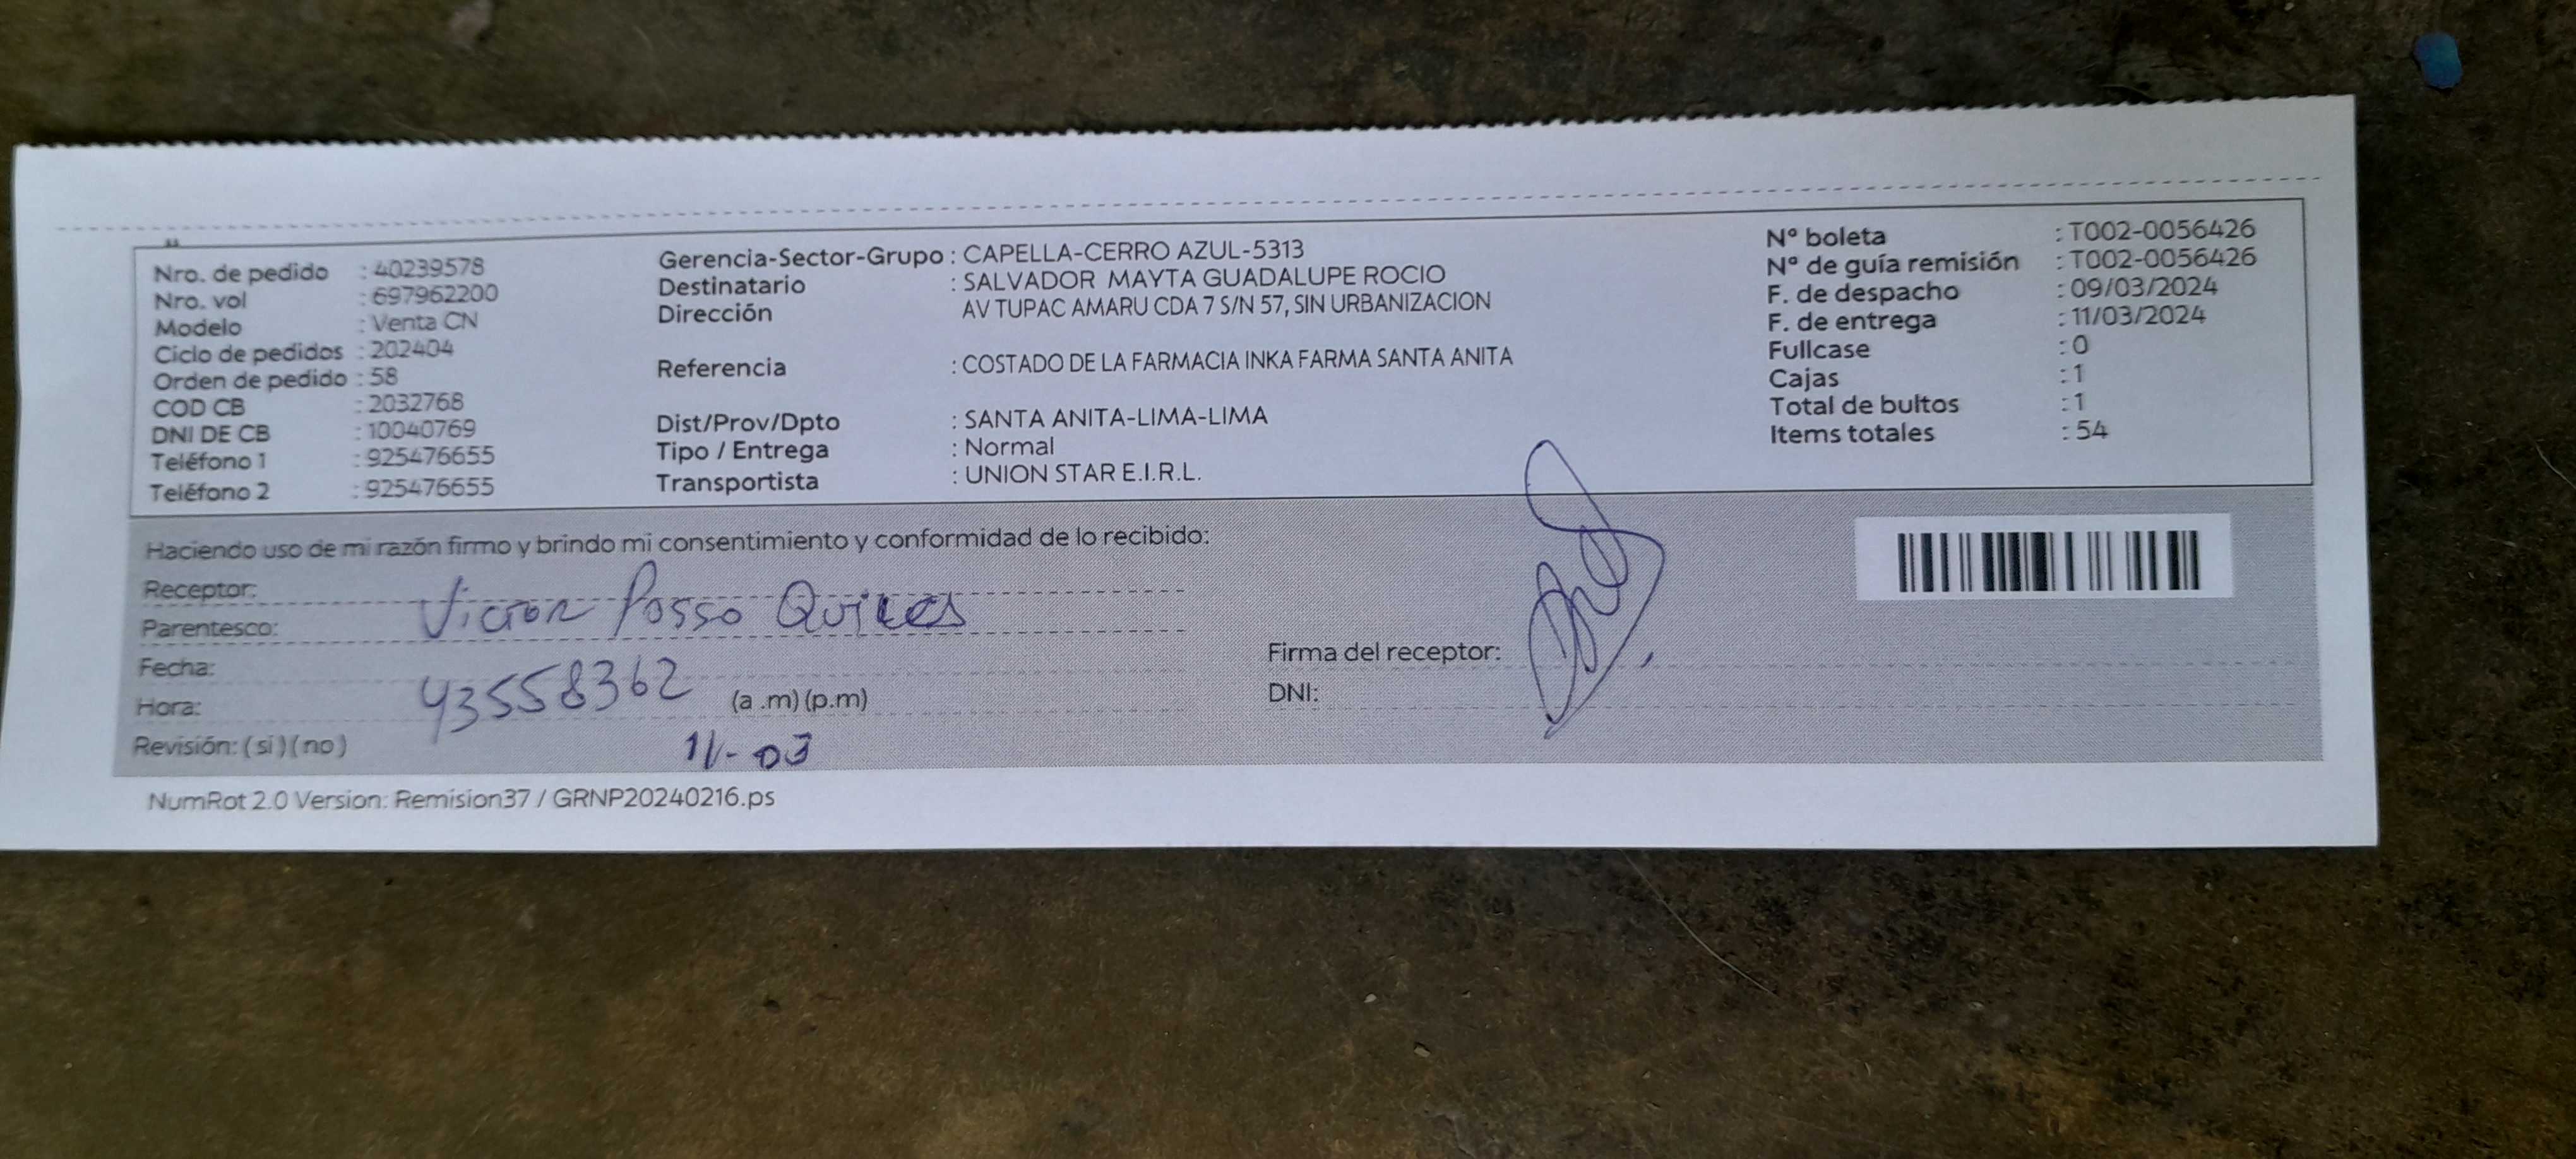 Nro. de pedido : 40239578
Nro. vol : 697962200
Modelo : Venta CN
Ciclo de pedidos : 202404
Orden de pedido : 58
COD CB : 2032768
DNI DE CB : 10040769
Teléfono 1 : 925476655
Teléfono 2 : 925476655
Gerencia-Sector-Grupo : CAPELLA-CERRO AZUL-5313
Destinatario : SALVADOR MAYTA GUADALUPE ROCIO
Dirección AV TUPAC AMARU CDA 7 S/N 57, SIN URBANIZACION
Referencia : COSTADO DE LA FARMACIA INKA FARMA SANTA ANITA
Dist/Prov/Dpto : SANTA ANITA-LIMA-LIMA
Tipo / Entrega : Normal
Transportista : UNION STAR E.I.R.L.
N° boleta : T002-0056426
N° de guía remisión : T002-0056426
F. de despacho : 09/03/2024
F. de entrega : 11/03/2024
Fullcase : 0
Cajas : 1
Total de bultos : 1
Items totales : 54
Haciendo uso de mi razón firmo y brindo mi consentimiento y conformidad de lo recibido:
Receptor:
Victor Posso
Parentesco:
Fecha:
43558362
Hora: (a .m) (p.m)
Revisión: ( si ) ( no )
11-03
Firma del receptor:
DNI:
NumRot 2.0 Version: Remision37 / GRNP20240216.ps